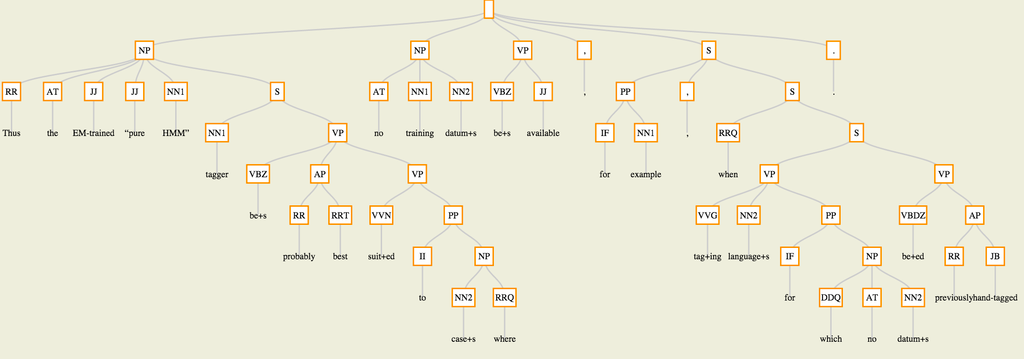 NP NP VP , S .
RR AT JJ JJ NN1 S AT NN1 NN2 VBZ JJ , PP , S .
Thus the EM-trained “pure HMM” NN1 VP no training datum+s be+s available IF NN1 , RRQ S
tagger VBZ AP VP for example when VP VP
be+s RR RRT VVN PP VVG NN2 PP VBDZ AP
probably best suit+ed II NP tag+ing language+s IF NP be+ed RR JB
to NN2 RRQ for DDQ AT NN2 previously hand-tagged
case+s where which no datum+s